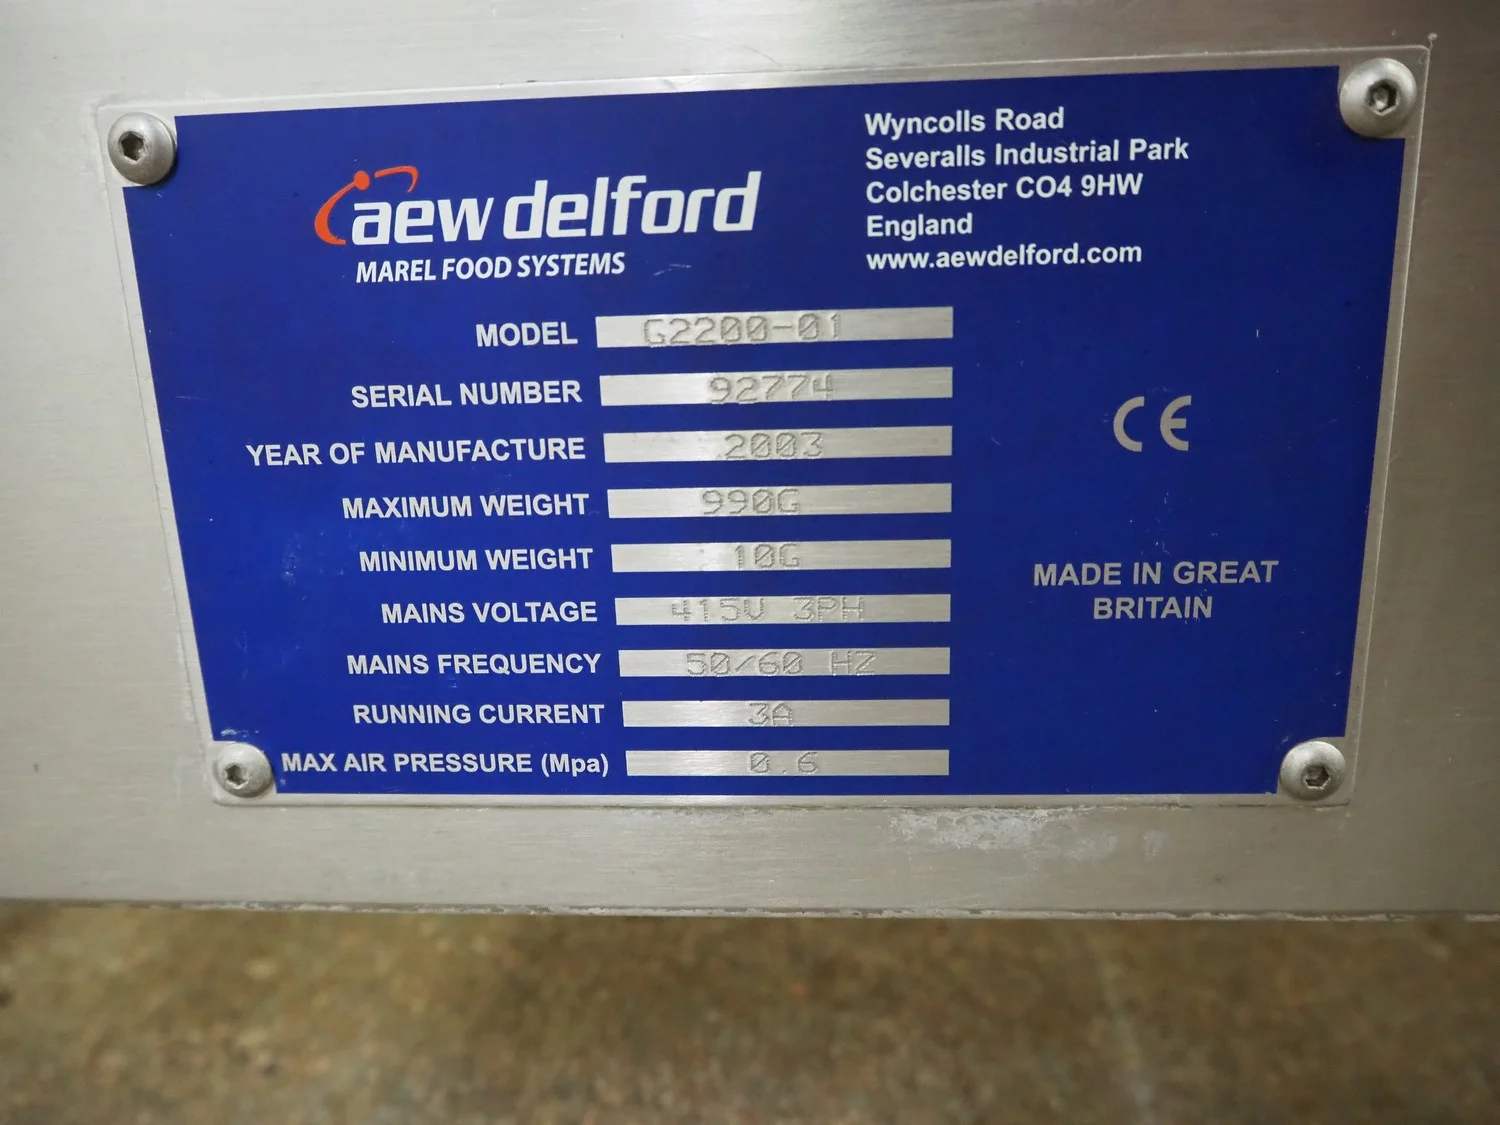 aew delford
MAREL FOOD SYSTEMS
Wyncolls Road
Severalls Industrial Park
Colchester CO4 9HW
England
www.aewdelford.com
MODEL G2200-01
SERIAL NUMBER 92774
YEAR OF MANUFACTURE 2003
MAXIMUM WEIGHT 990G
MINIMUM WEIGHT 10G
MAINS VOLTAGE 415V 3PH
MAINS FREQUENCY 50/60 HZ
RUNNING CURRENT 3A
MAX AIR PRESSURE (Mpa) 0.6
CE
MADE IN GREAT
BRITAIN